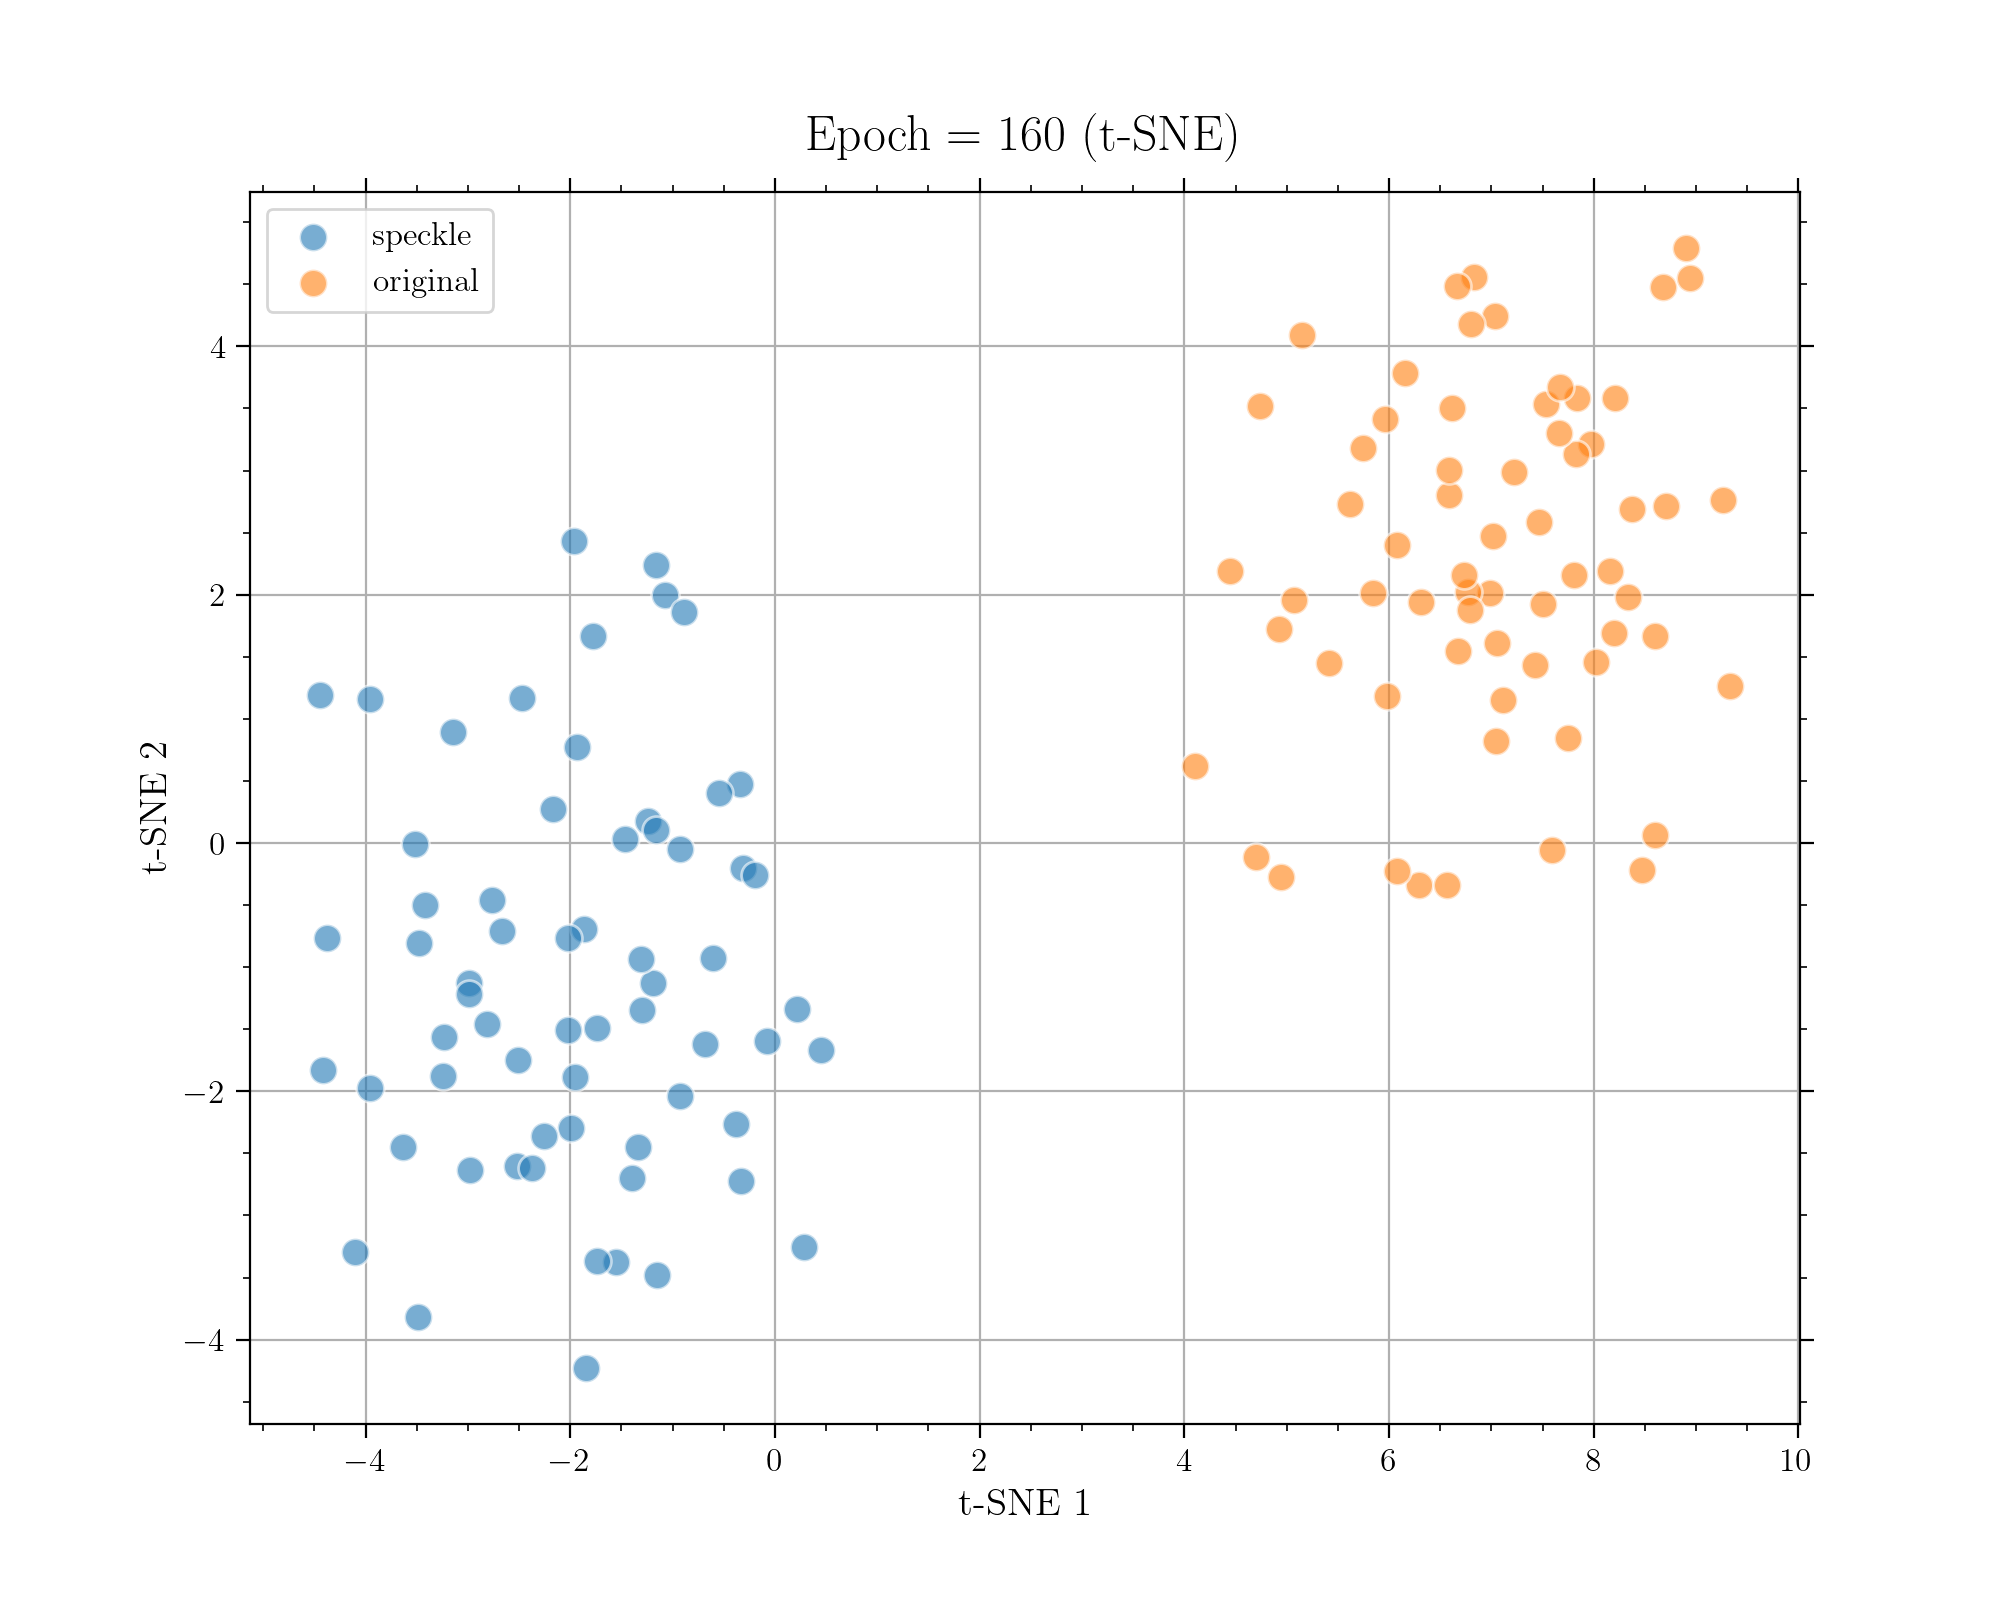 Epoch = 160 (t-SNE)
speckle
original
4
2
0
−2
−4
t-SNE 2
−4 −2 0 2 4 6 8 10
t-SNE 1